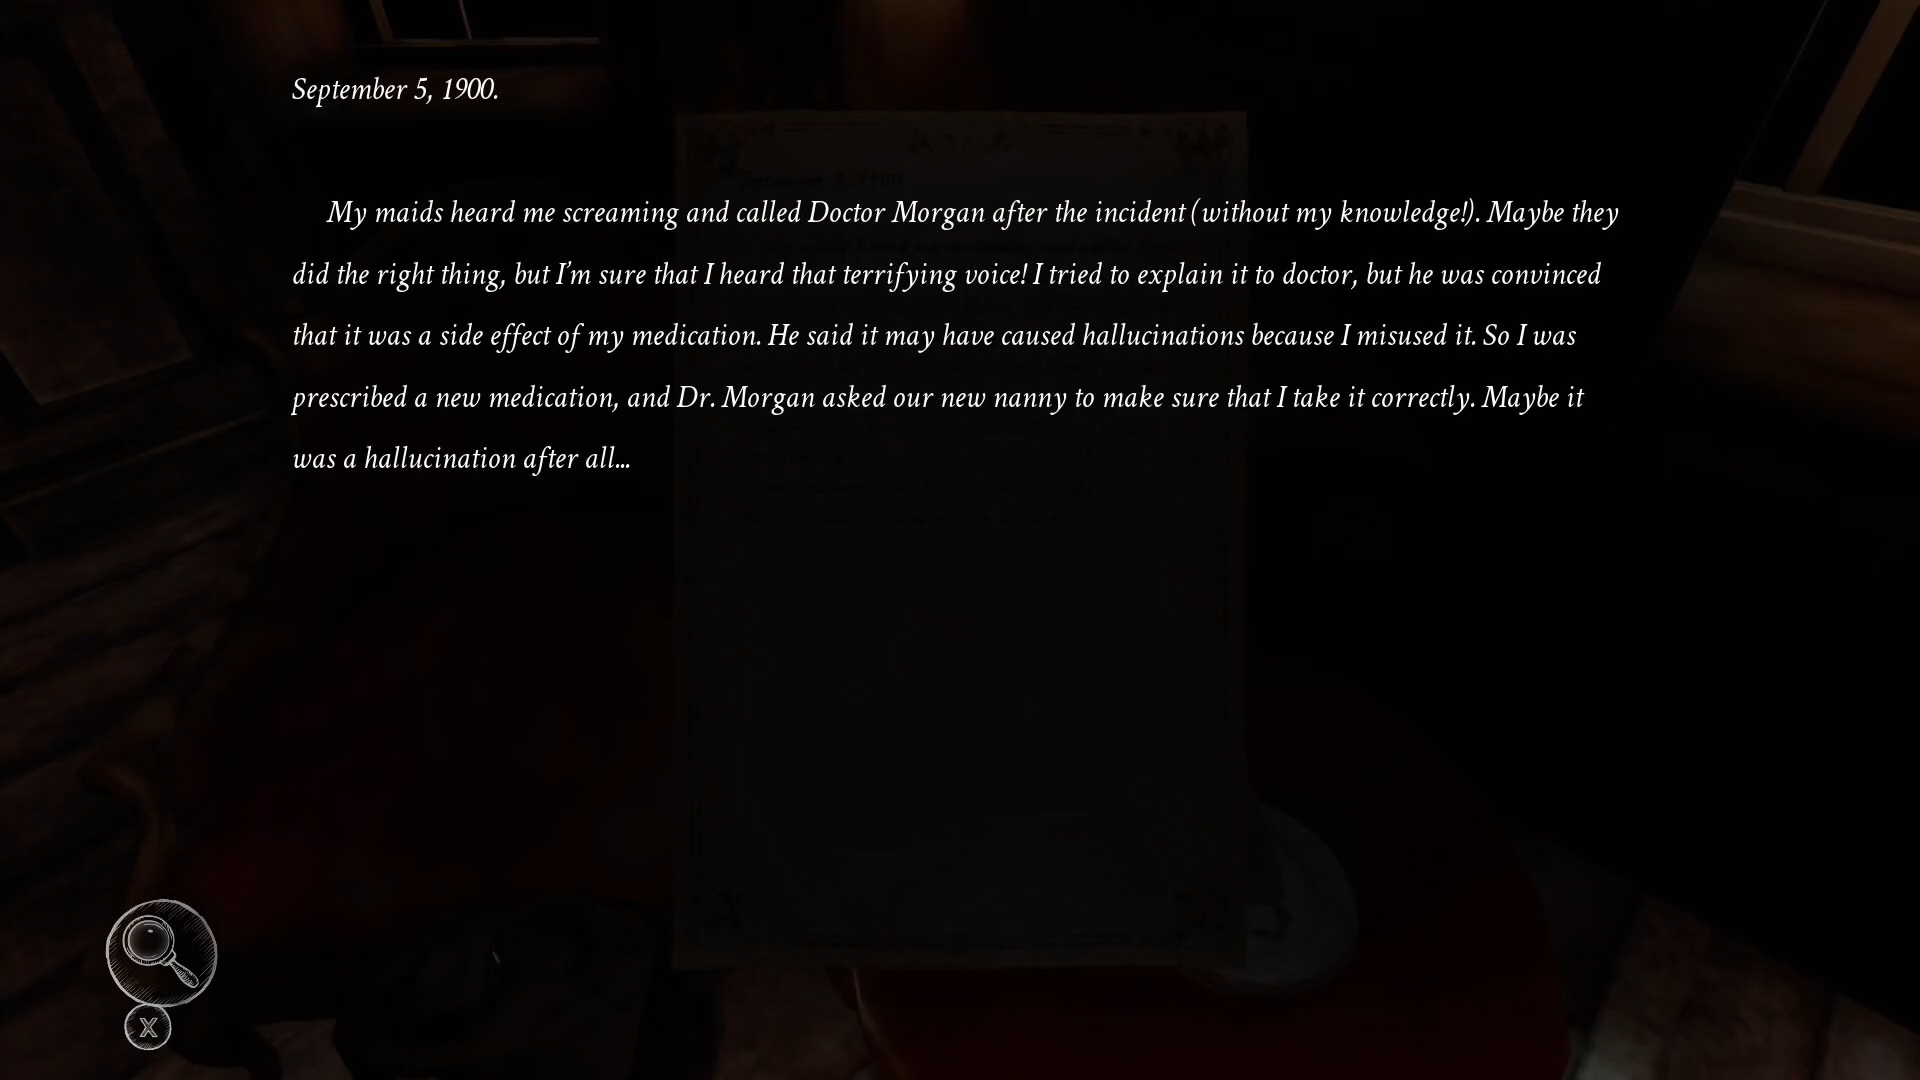 September 5, 1900.
My maids heard me screaming and called Doctor Morgan after the incident (without my knowledge!). Maybe they
did the right thing, but I'm sure that I heard that terrifying voice! I tried to explain it to doctor, but he was convinced
that it was a side effect of my medication. He said it may have caused hallucinations because I misused it. So I was
prescribed a new medication, and Dr. Morgan asked our new nanny to make sure that I take it correctly. Maybe it
was a hallucination after all...
X